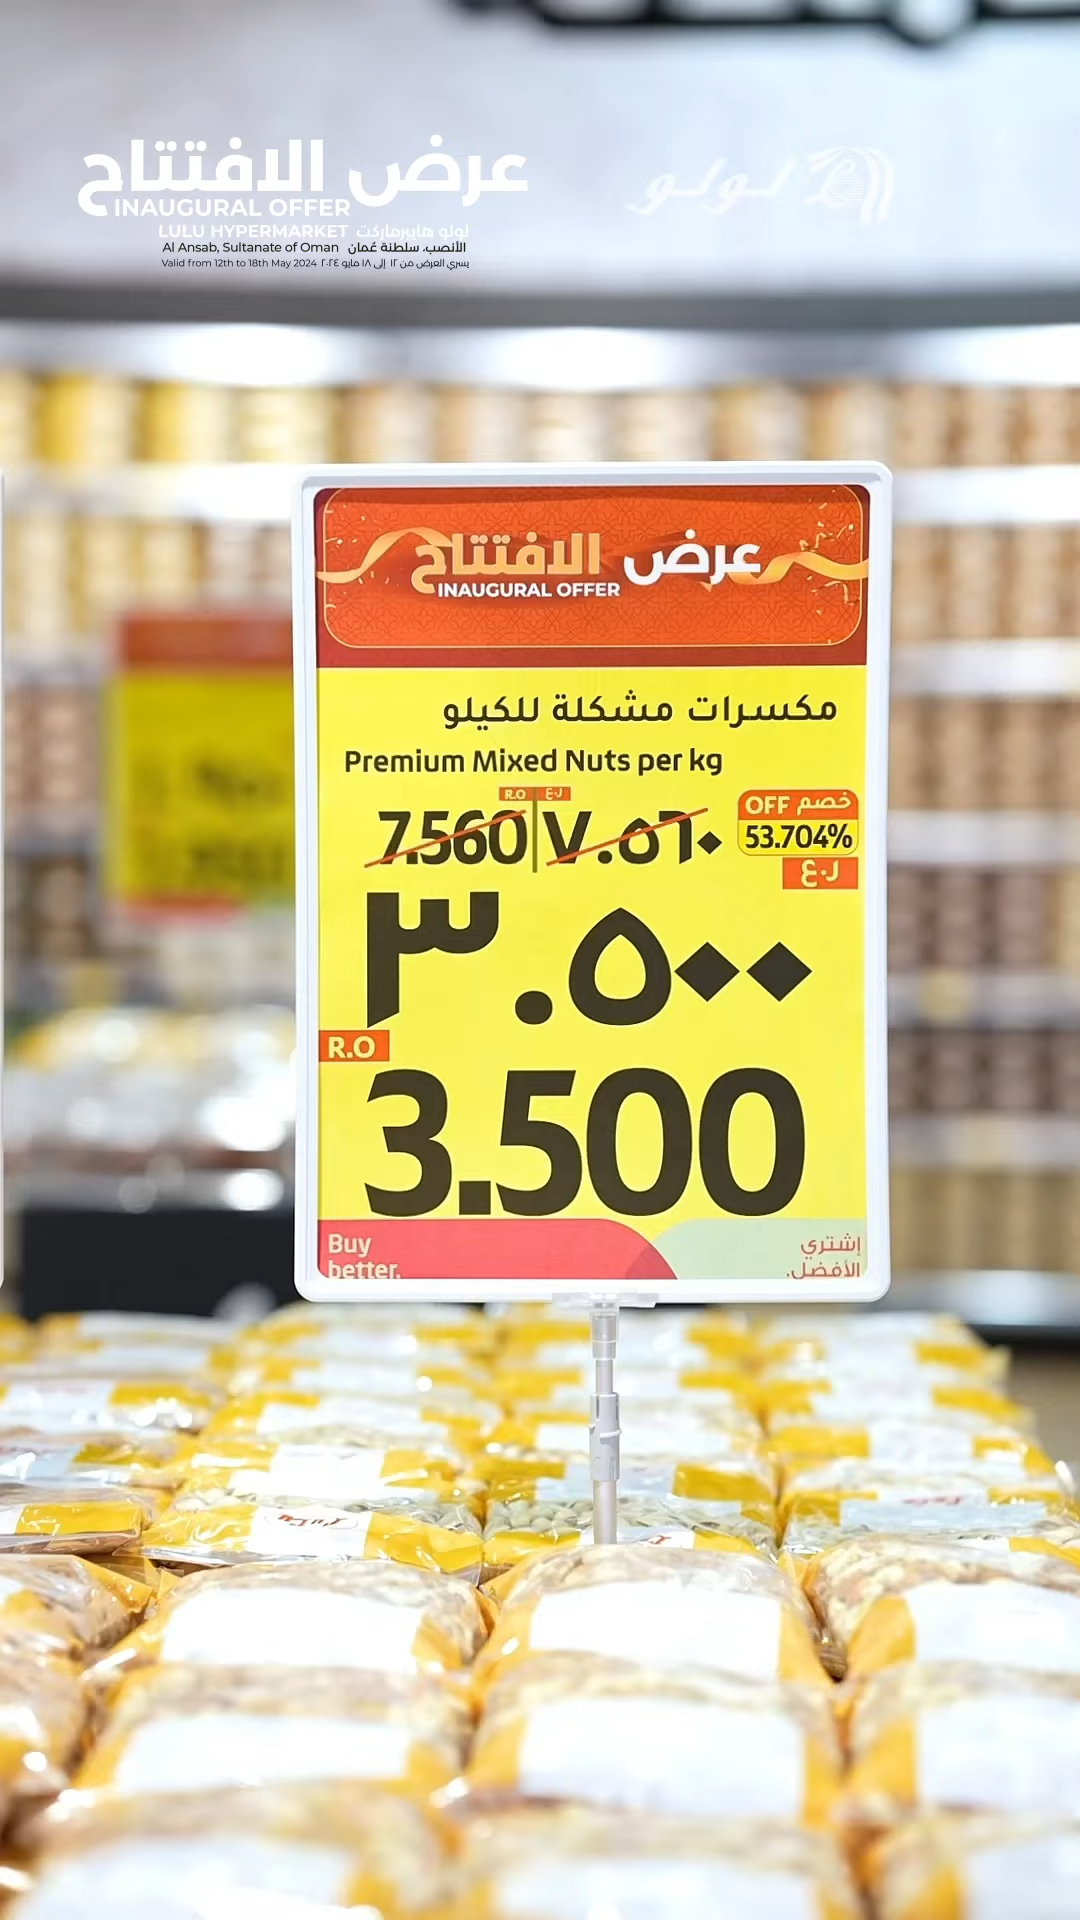 عرض الافتتاح
INAUGURAL OFFER
LULU HYPERMARKET لولو هايبرماركت
Al Ansab, Sultanate of Oman الأنصب، سلطنة عُمان
Valid from 12th to 18th May 2024 يسري العرض من ١٢ إلى ١٨ مايو ٢٠٢٤
لولو
عرض الافتتاح
INAUGURAL OFFER
مكسرات مشكلة للكيلو
Premium Mixed Nuts per kg
R.O ر.ع
7.560 ٧.٥٦٠
OFF خصم
53.704%
ر.ع
٣.٥٠٠
R.O
3.500
Buy
better.
إشتري
الأفضل.